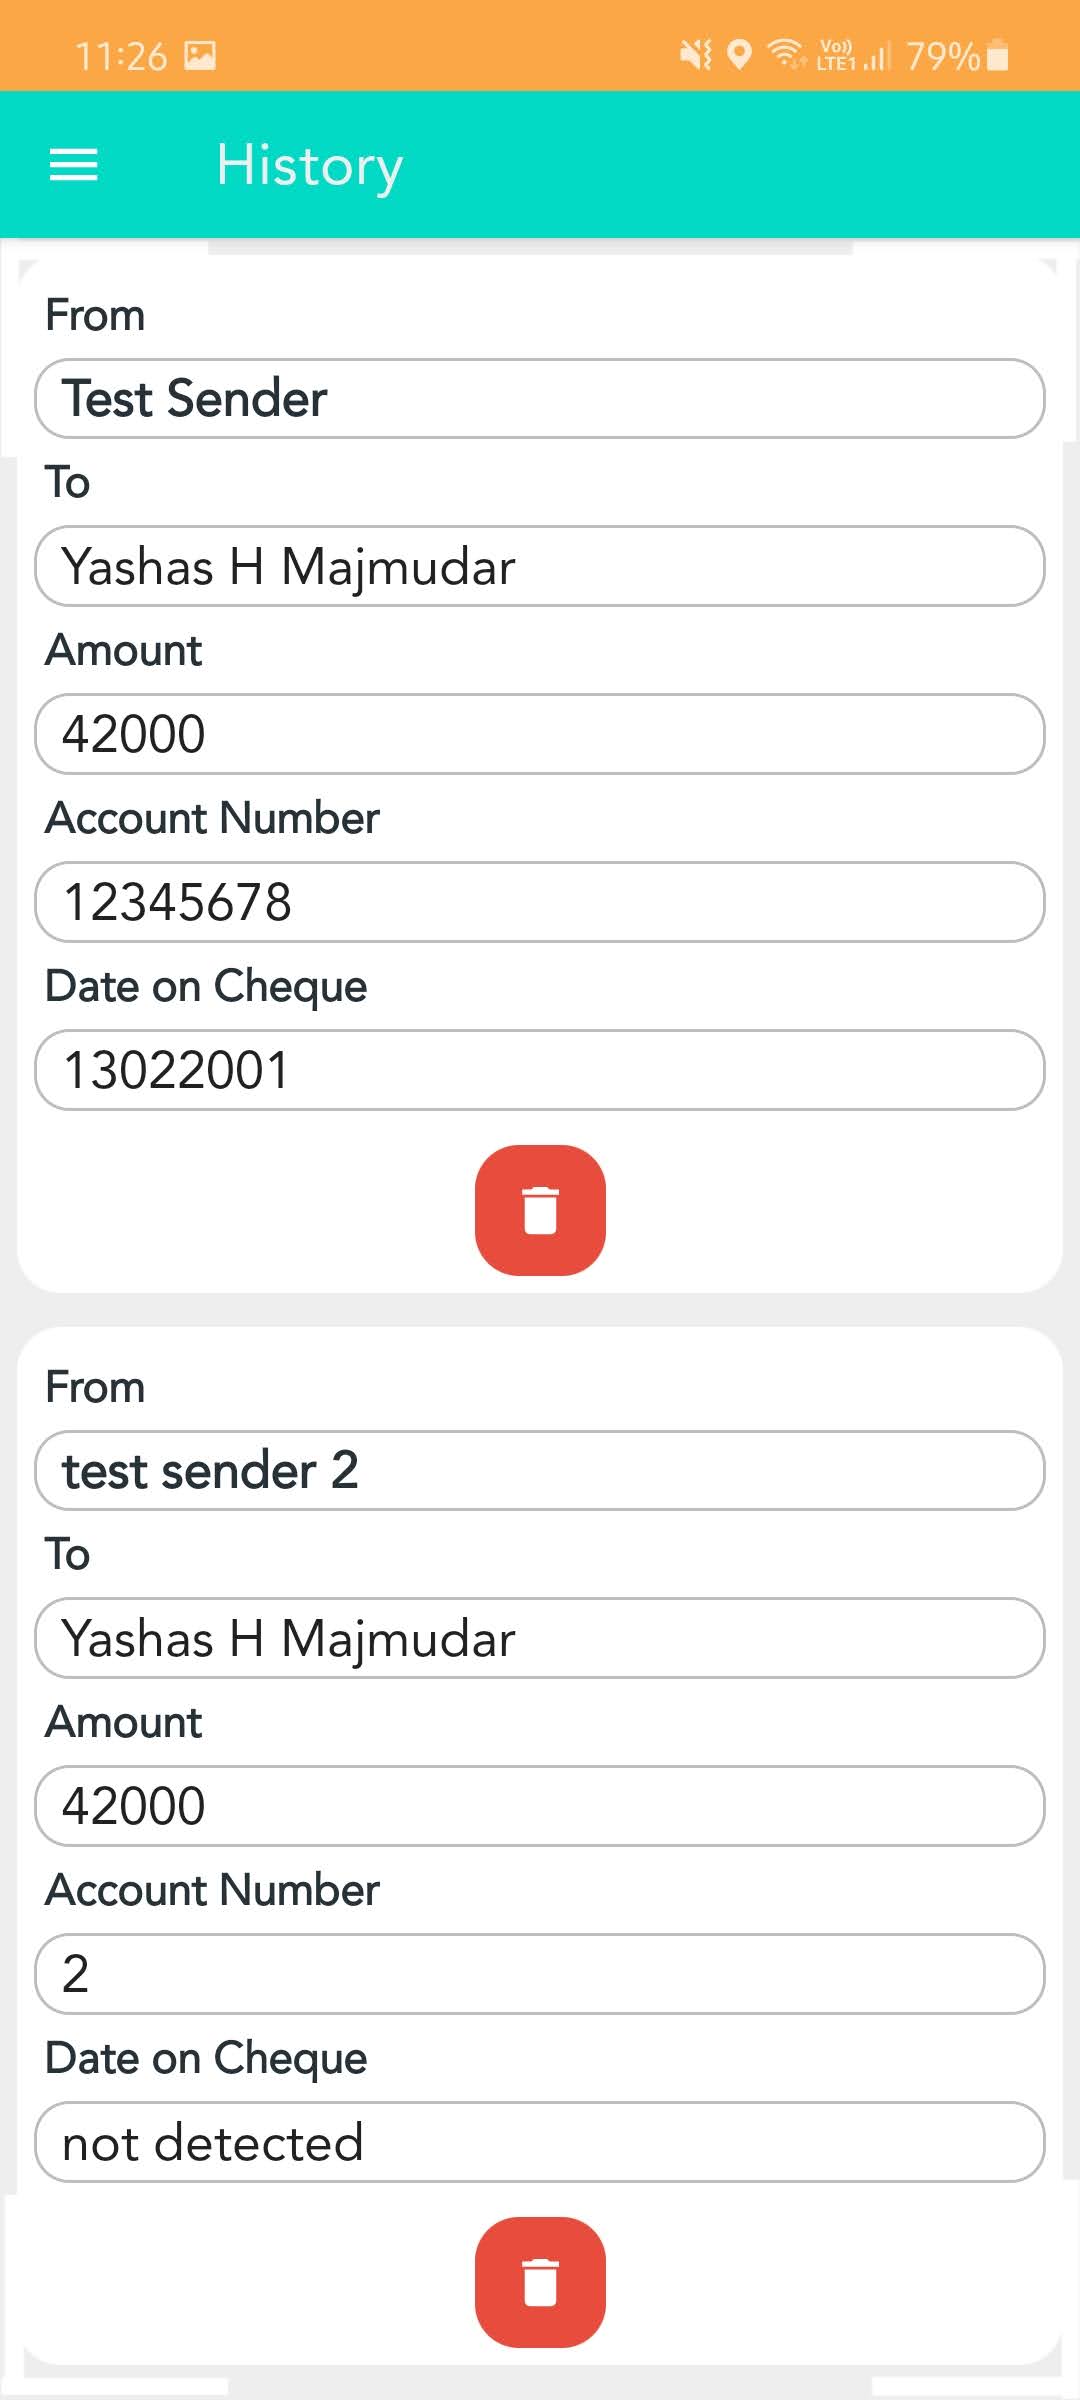 11:26 Vo)) LTE1 79%
History
From
Test Sender
To
Yashas H Majmudar
Amount
42000
Account Number
12345678
Date on Cheque
13022001
From
test sender 2
To
Yashas H Majmudar
Amount
42000
Account Number
2
Date on Cheque
not detected